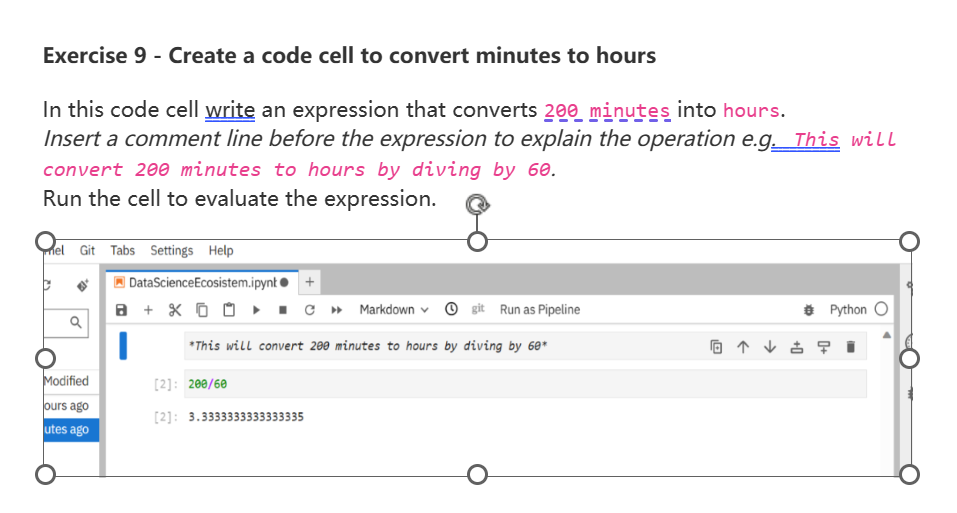 Exercise 9 - Create a code cell to convert minutes to hours
In this code cell write an expression that converts 200 minutes into hours.
Insert a comment line before the expression to explain the operation e.g. This will
convert 200 minutes to hours by diving by 60.
Run the cell to evaluate the expression.
nel Git Tabs Settings Help
DataScienceEcosistem.ipynb
Markdown git Run as Pipeline Python
*This will convert 200 minutes to hours by diving by 60*
Modified
[2]: 200/60
ours ago
[2]: 3.3333333333333335
utes ago